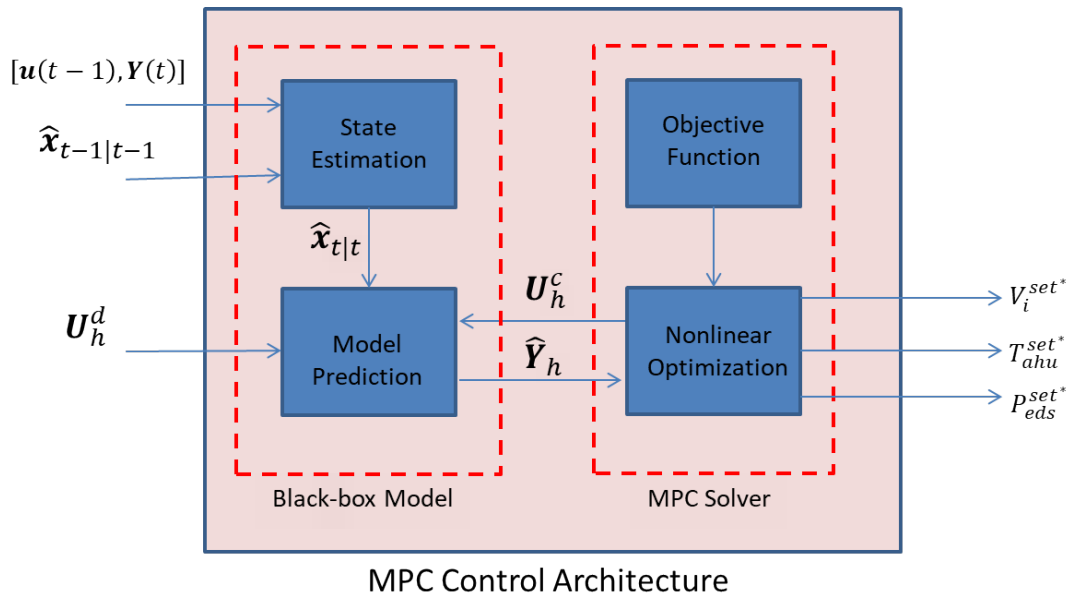 [𝒖(t − 1), 𝒀(t)]
x̂_{t−1|t−1}
State
Estimation
x̂_{t|t}
U_h^d
Model
Prediction
U_h^c
Ŷ_h
Objective
Function
Nonlinear
Optimization
V_i^{set*}
T_{ahu}^{set*}
P_{eds}^{set*}
Black-box Model
MPC Solver
MPC Control Architecture